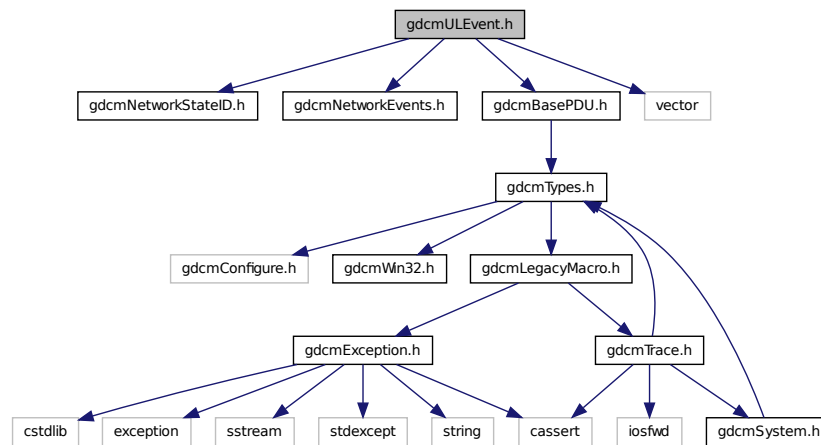 gdcmULEvent.h
gdcmNetworkStateID.h
gdcmNetworkEvents.h
gdcmBasePDU.h
vector
gdcmTypes.h
gdcmConfigure.h
gdcmWin32.h
gdcmLegacyMacro.h
gdcmException.h
gdcmTrace.h
cstdlib
exception
sstream
stdexcept
string
cassert
iosfwd
gdcmSystem.h